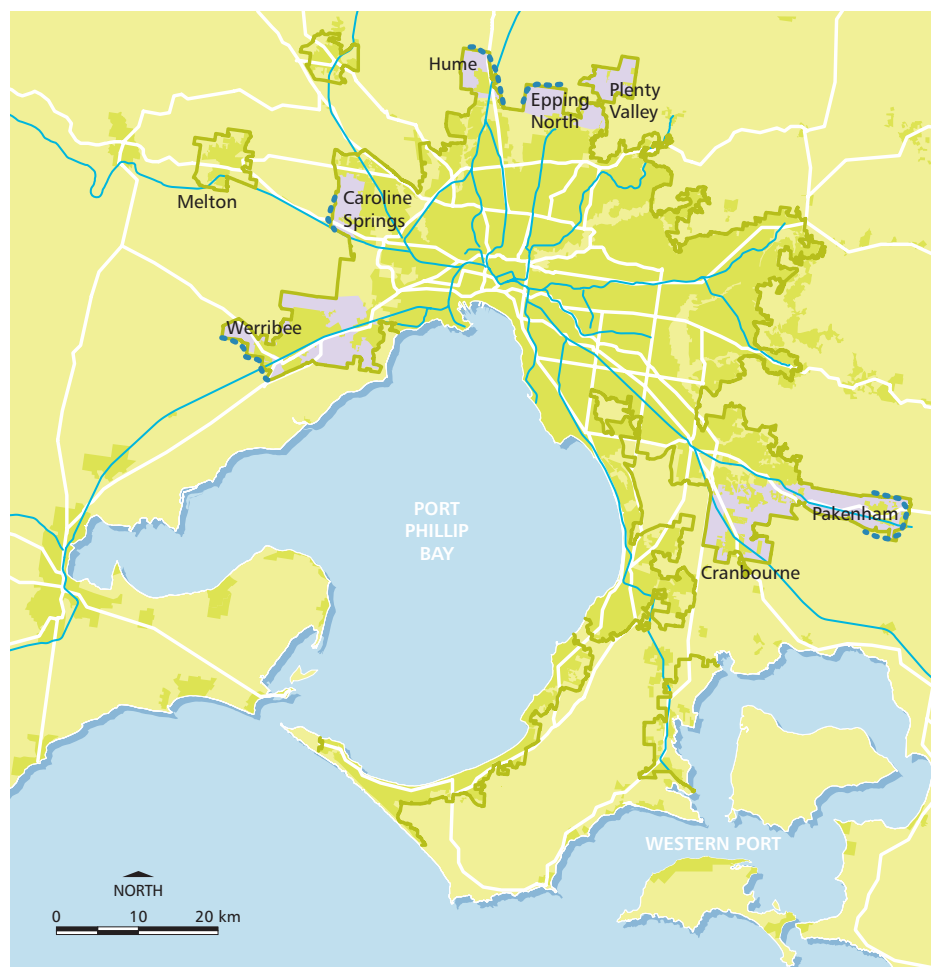 Hume
Plenty
Valley
Epping
North
Melton
Caroline
Springs
Werribee
PORT
PHILLIP
BAY
Pakenham
Cranbourne
WESTERN PORT
NORTH
0 10 20 km